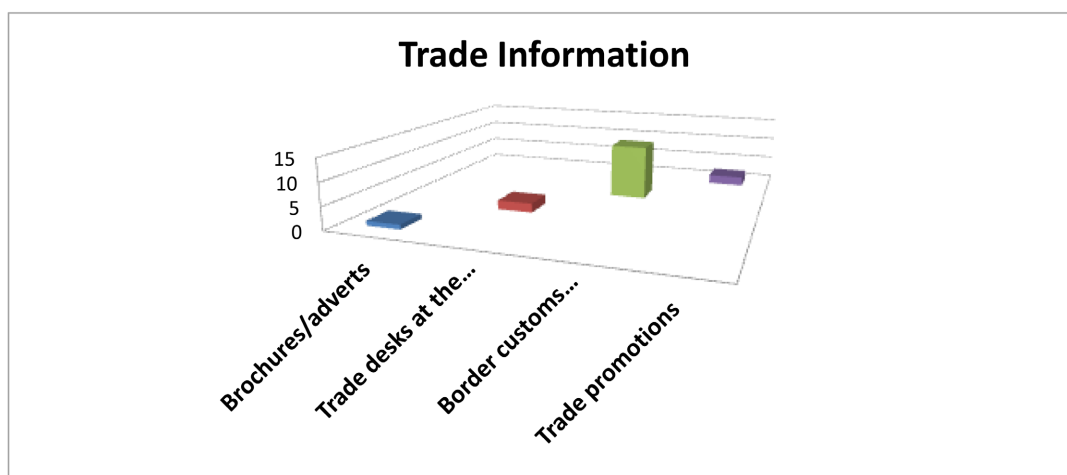 Trade Information
15
10
5
0
Brochures/adverts
Trade desks at the...
Border customs...
Trade promotions